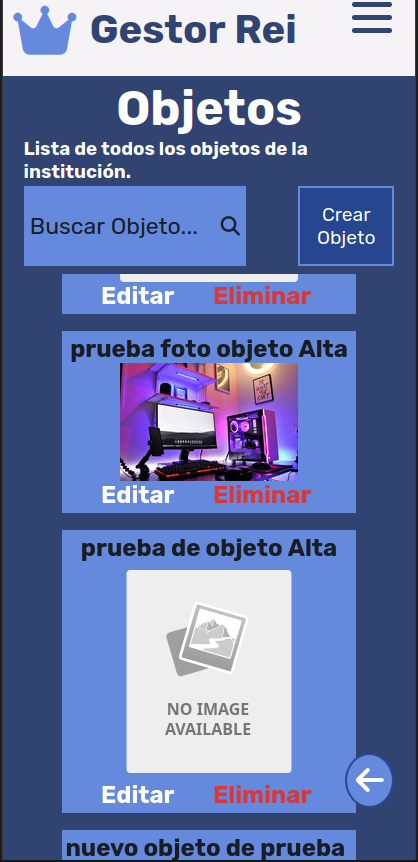 Gestor Rei
Objetos
Lista de todos los objetos de la
institución.
Buscar Objeto...
Crear
Objeto
Editar
Eliminar
prueba foto objeto Alta
Editar
Eliminar
prueba de objeto Alta
NO IMAGE
AVAILABLE
Editar
Eliminar
nuevo objeto de prueba